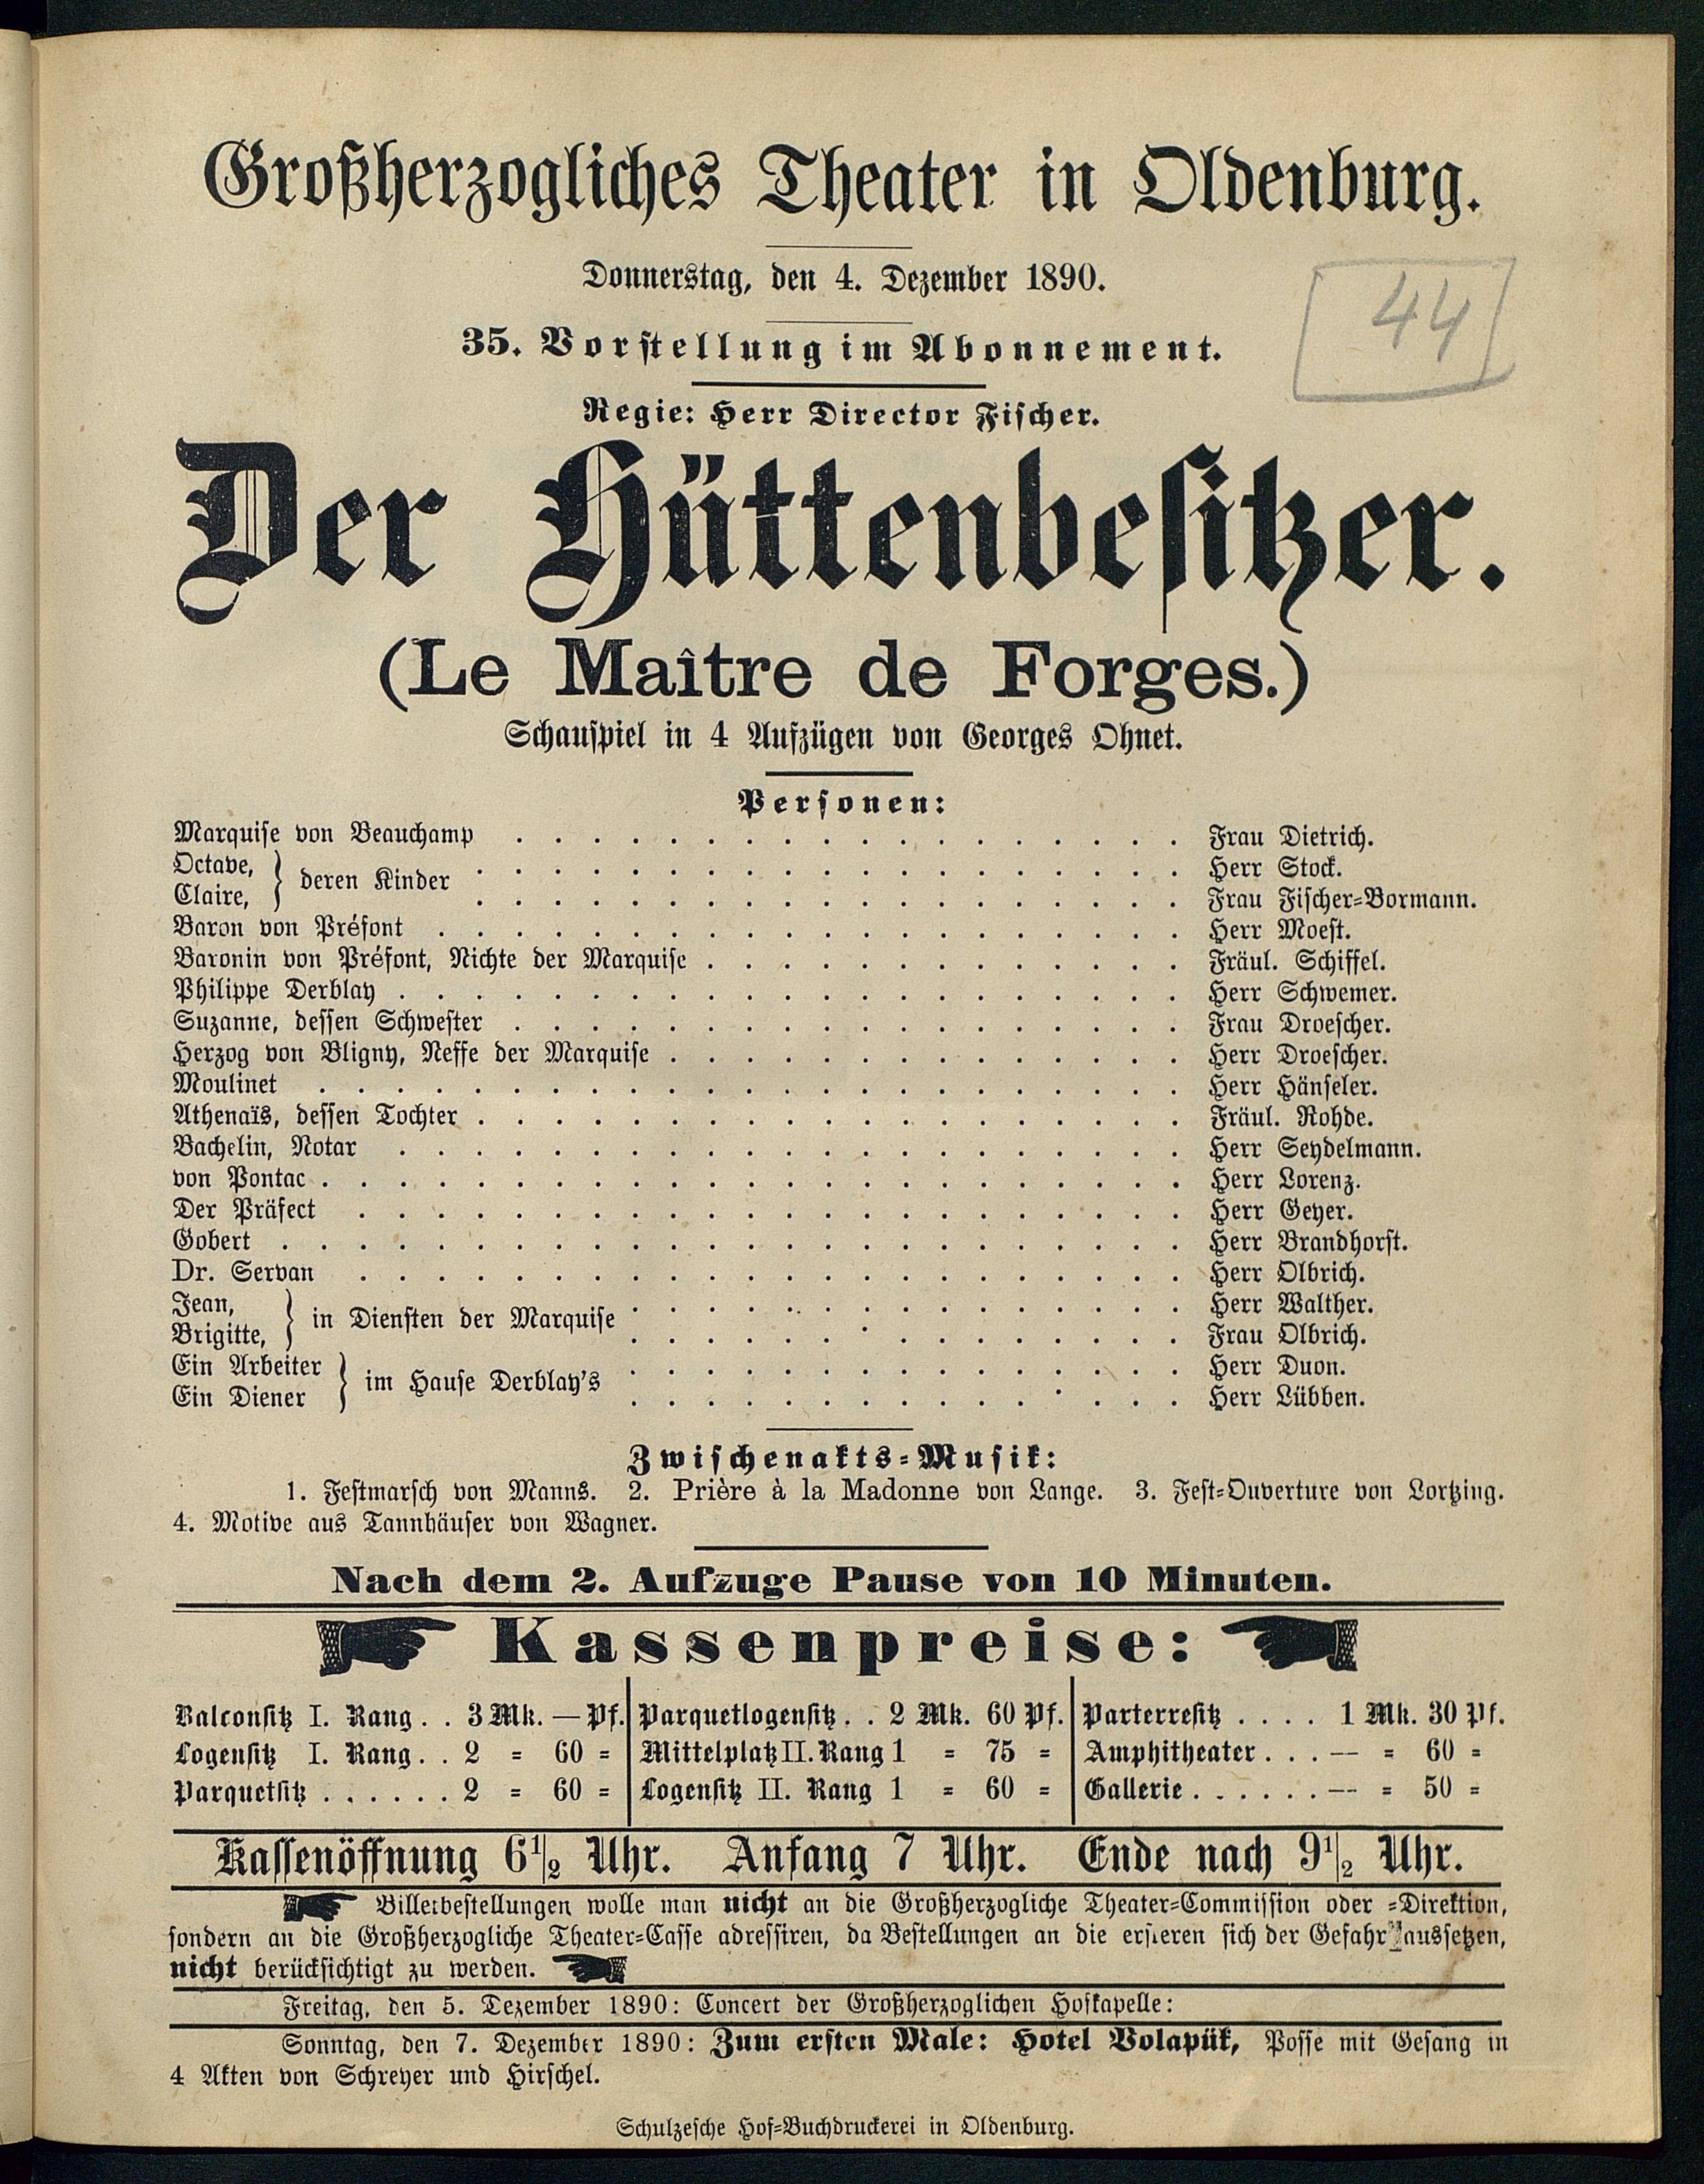 Großherzogliches Theater in Oldenburg.
Donnerstag, den 4. Dezember 1890.
44
35. Vorstellung im Abonnement.
Regie: Herr Director Fischer.
Der Hüttenbesitzer.
(Le Maître de Forges.)
Schauspiel in 4 Aufzügen von Georges Ohnet.
Personen:
Marquise von Beauchamp . . . . . . . . . . . . . . . . . . Frau Dietrich.
Octave, } deren Kinder . . . . . . . . . . . . . . . . . . . Herr Stock.
Claire, . . . . . . . . . . . . . . . . . . . Frau Fischer=Bormann.
Baron von Préfont . . . . . . . . . . . . . . . . . . . . Herr Moest.
Baronin von Préfont, Nichte der Marquise . . . . . . . . . . . . . Fräul. Schiffel.
Philippe Derblay . . . . . . . . . . . . . . . . . . . . . Herr Schwemer.
Suzanne, dessen Schwester . . . . . . . . . . . . . . . . . . Frau Droescher.
Herzog von Bligny, Neffe der Marquise . . . . . . . . . . . . . . Herr Droescher.
Moulinet . . . . . . . . . . . . . . . . . . . . . . . Herr Hänseler.
Athenaïs, dessen Tochter . . . . . . . . . . . . . . . . . . . Fräul. Rohde.
Bachelin, Notar . . . . . . . . . . . . . . . . . . . . . Herr Seydelmann.
von Pontac . . . . . . . . . . . . . . . . . . . . . . . Herr Lorenz.
Der Präfect . . . . . . . . . . . . . . . . . . . . . . Herr Geyer.
Gobert . . . . . . . . . . . . . . . . . . . . . . . . Herr Brandhorst.
Dr. Servan . . . . . . . . . . . . . . . . . . . . . . Herr Olbrich.
Jean, } in Diensten der Marquise . . . . . . . . . . . . . . . Herr Walther.
Brigitte, . . . . . . . . . . . . . . . Frau Olbrich.
Ein Arbeiter } im Hause Derblay's . . . . . . . . . . . . . . . Herr Duon.
Ein Diener . . . . . . . . . . . . . . . Herr Lübben.
Zwischenakts=Musik:
1. Festmarsch von Manns. 2. Prière à la Madonne von Lange. 3. Fest=Ouverture von Lortzing.
4. Motive aus Tannhäuser von Wagner.
Nach dem 2. Aufzuge Pause von 10 Minuten.
Kassenpreise:
Balconsitz I. Rang . . 3 Mk. — Pf. Parquetlogensitz . . 2 Mk. 60 Pf. Parterresitz . . . . 1 Mk. 30 Pf.
Logensitz I. Rang . . 2 = 60 = Mittelplatz II. Rang 1 = 75 = Amphitheater . . . — = 60 =
Parquetsitz . . . . . . 2 = 60 = Logensitz II. Rang 1 = 60 = Gallerie . . . . . . — = 50 =
Kassenöffnung 6½ Uhr. Anfang 7 Uhr. Ende nach 9½ Uhr.
Billetbestellungen wolle man nicht an die Großherzogliche Theater=Commission oder =Direktion,
sondern an die Großherzogliche Theater=Casse adressiren, da Bestellungen an die ersteren sich der Gefahr aussetzen,
nicht berücksichtigt zu werden.
Freitag, den 5. Dezember 1890: Concert der Großherzoglichen Hofkapelle:
Sonntag, den 7. Dezember 1890: Zum ersten Male: Hotel Volapük, Posse mit Gesang in
4 Akten von Schreyer und Hirschel.
Schulzesche Hof=Buchdruckerei in Oldenburg.